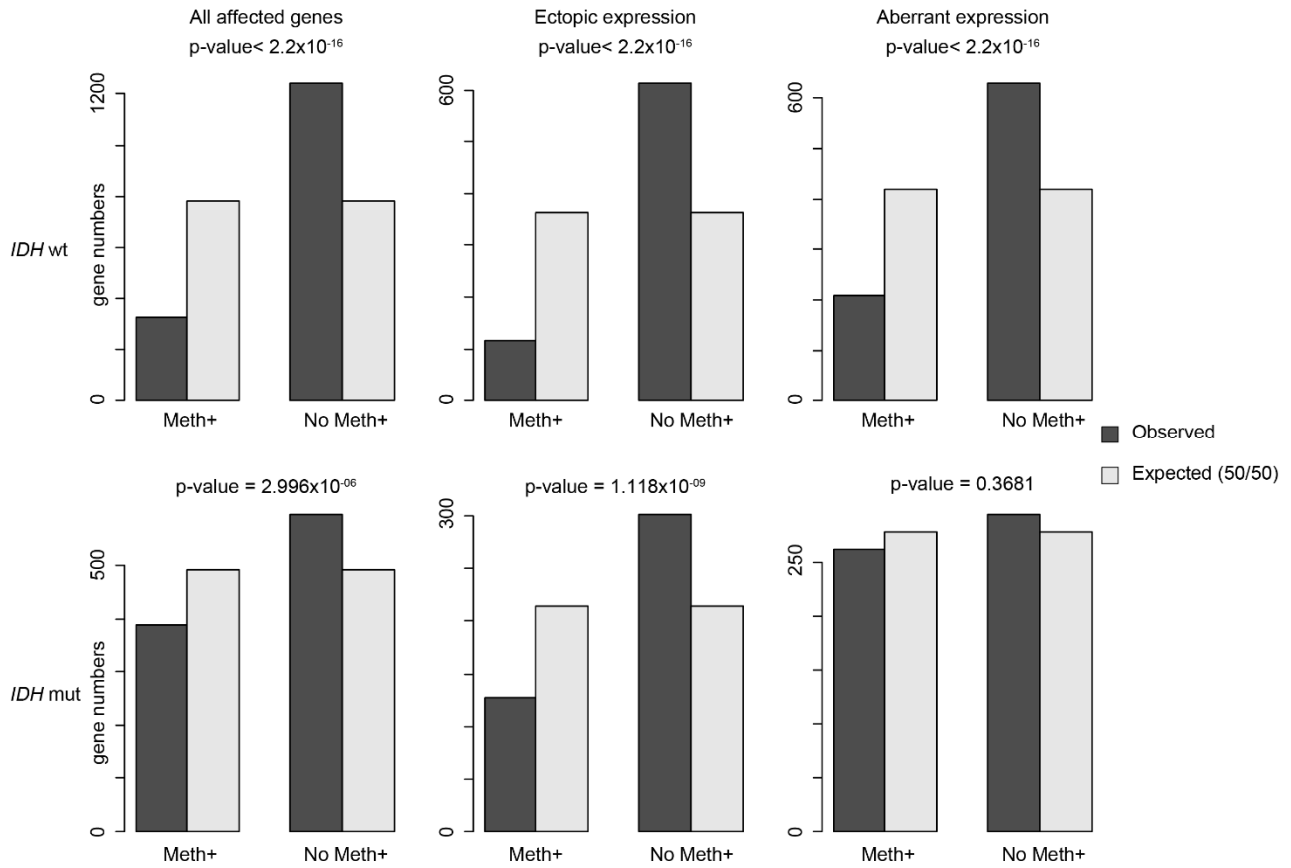 All affected genes
p-value< 2.2x10-16
Ectopic expression
p-value< 2.2x10-16
Aberrant expression
p-value< 2.2x10-16
IDH wt
gene numbers
1200
0
Meth+
No Meth+
600
0
Meth+
No Meth+
600
0
Meth+
No Meth+
Observed
Expected (50/50)
p-value = 2.996x10-06
p-value = 1.118x10-09
p-value = 0.3681
IDH mut
gene numbers
500
0
Meth+
No Meth+
300
0
Meth+
No Meth+
250
0
Meth+
No Meth+